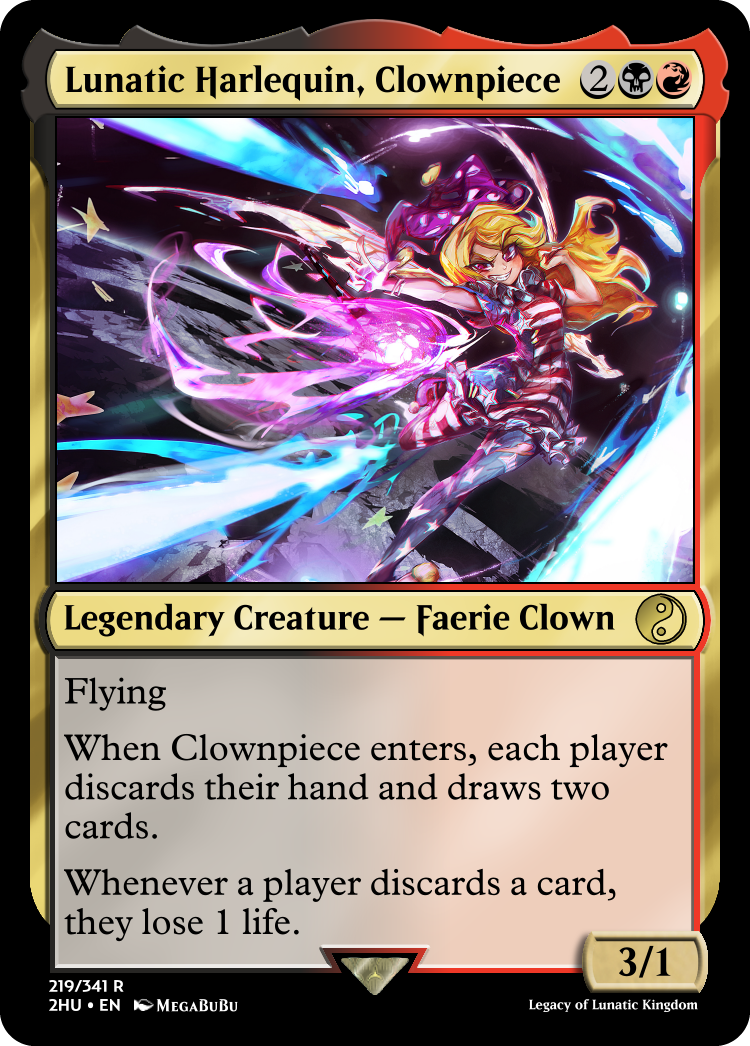 Lunatic Harlequin, Clownpiece 2
Legendary Creature — Faerie Clown
Flying
When Clownpiece enters, each player
discards their hand and draws two
cards.
Whenever a player discards a card,
they lose 1 life.
3/1
219/341 R
2HU • EN MegaBuBu
Legacy of Lunatic Kingdom